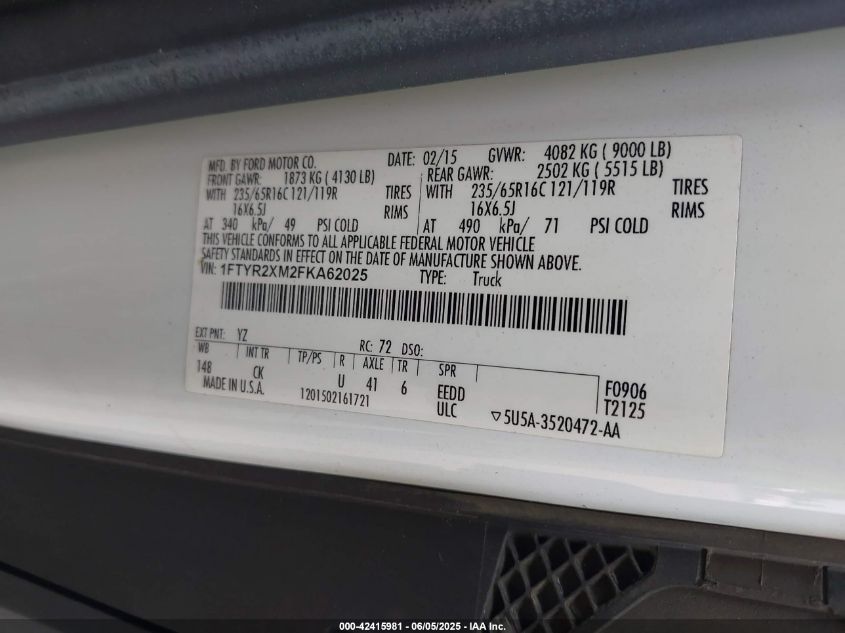 MFD. BY FORD MOTOR CO. DATE: 02/15 GVWR: 4082 KG ( 9000 LB)
FRONT GAWR: 1873 KG ( 4130 LB) REAR GAWR: 2502 KG ( 5515 LB)
WITH 235/65R16C 121/119R TIRES WITH 235/65R16C 121/119R TIRES
16X6.5J RIMS 16X6.5J RIMS
AT 340 kPa/ 49 PSI COLD AT 490 kPa/ 71 PSI COLD
THIS VEHICLE CONFORMS TO ALL APPLICABLE FEDERAL MOTOR VEHICLE
SAFETY STANDARDS IN EFFECT ON THE DATE OF MANUFACTURE SHOWN ABOVE.
VIN: 1FTYR2XM2FKA62025 TYPE: Truck
EXT PNT: YZ RC: 72 DSO:
WB INT TR TP/PS R AXLE TR SPR
148 CK U 41 6 EEDD F0906
MADE IN U.S.A. 1201502161721 ULC T2125
▽5U5A-3520472-AA
000-42415981 - 06/05/2025 - IAA Inc.